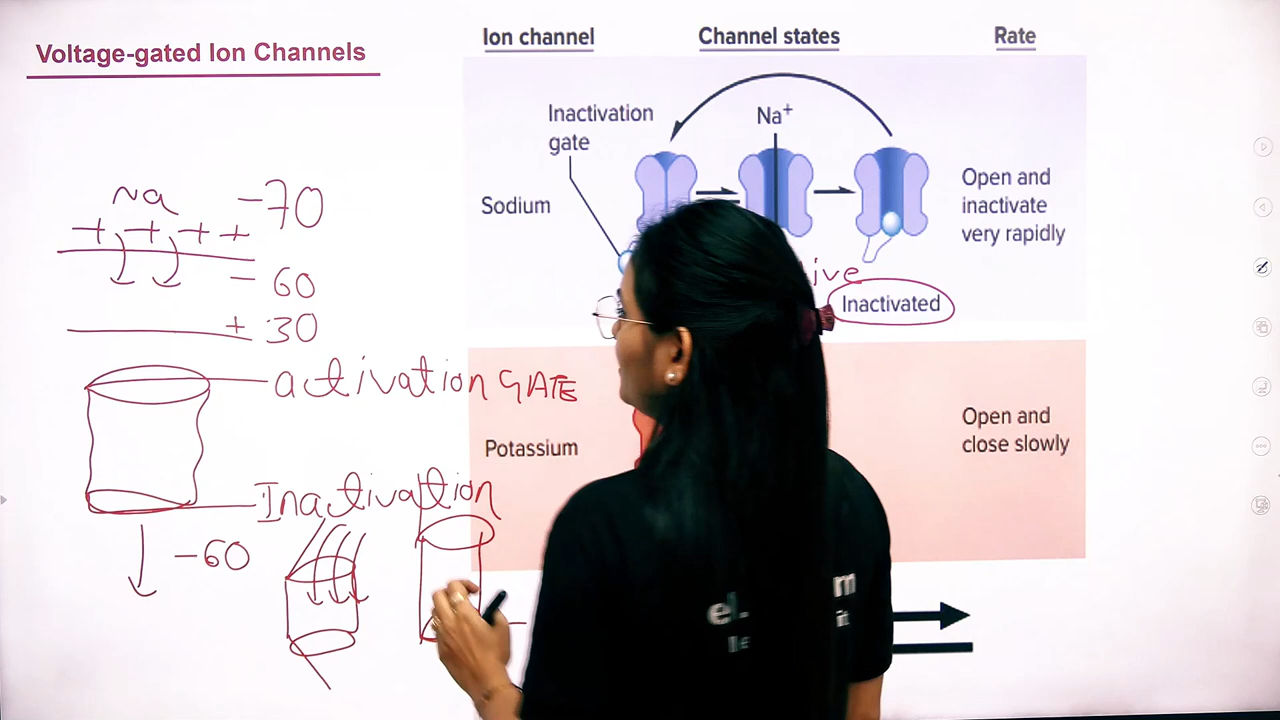 Voltage-gated Ion Channels
Ion channel
Channel states
Rate
Inactivation
gate
Na⁺
Sodium
Open and
inactivate
very rapidly
Inactivated
Potassium
Open and
close slowly
Na
-70
+ + + +
- 60
+ 30
activation GATE
Inactivation
-60